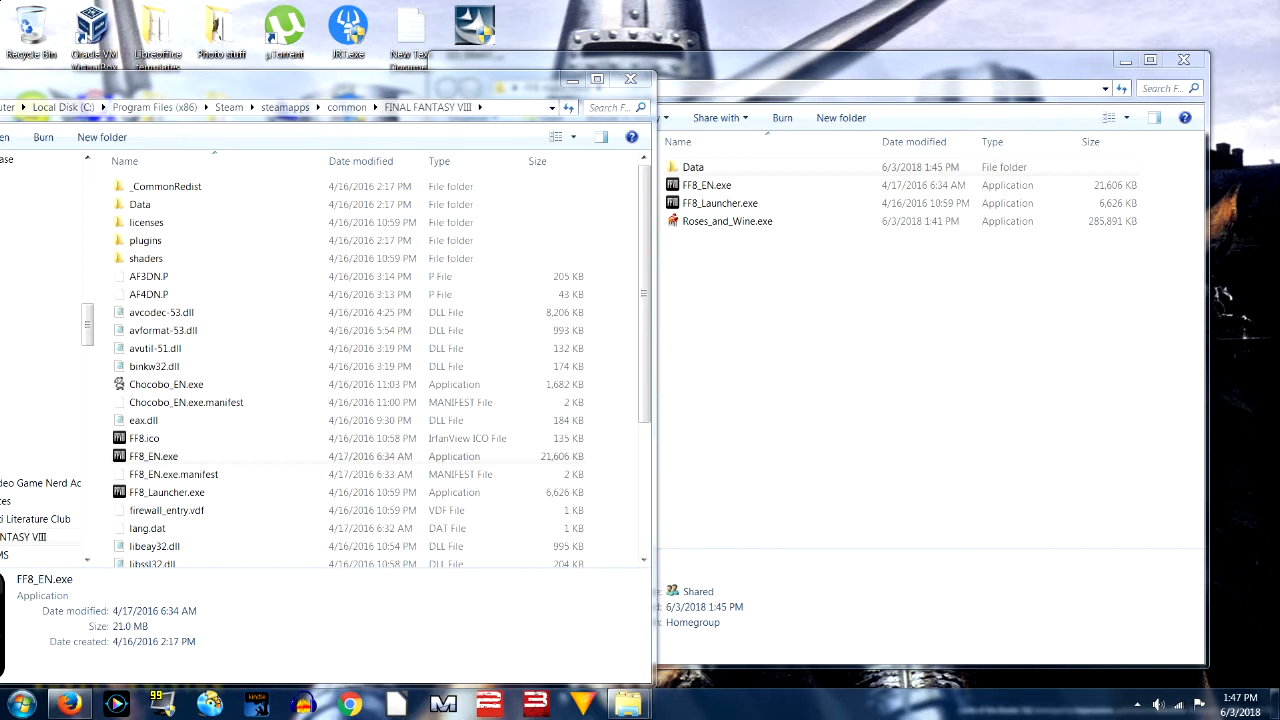 Recycle Bin
Oracle VM VirtualBox
Libreoffice templates
Photo stuff
µTorrent
JRT.exe
New Text Docume...
uter ▸ Local Disk (C:) ▸ Program Files (x86) ▸ Steam ▸ steamapps ▸ common ▸ FINAL FANTASY VIII ▸
Search F...
en Burn New folder
Name Date modified Type Size
_CommonRedist 4/16/2016 2:17 PM File folder
Data 4/16/2016 2:17 PM File folder
licenses 4/16/2016 10:59 PM File folder
plugins 4/16/2016 2:17 PM File folder
shaders 4/16/2016 10:59 PM File folder
AF3DN.P 4/16/2016 3:14 PM P File 205 KB
AF4DN.P 4/16/2016 3:13 PM P File 43 KB
avcodec-53.dll 4/16/2016 4:25 PM DLL File 8,206 KB
avformat-53.dll 4/16/2016 5:54 PM DLL File 993 KB
avutil-51.dll 4/16/2016 3:19 PM DLL File 132 KB
binkw32.dll 4/16/2016 3:19 PM DLL File 174 KB
Chocobo_EN.exe 4/16/2016 11:03 PM Application 1,682 KB
Chocobo_EN.exe.manifest 4/16/2016 11:00 PM MANIFEST File 2 KB
eax.dll 4/16/2016 9:30 PM DLL File 184 KB
FF8.ico 4/16/2016 10:58 PM IrfanView ICO File 135 KB
FF8_EN.exe 4/17/2016 6:34 AM Application 21,606 KB
FF8_EN.exe.manifest 4/17/2016 6:33 AM MANIFEST File 2 KB
FF8_Launcher.exe 4/16/2016 10:59 PM Application 6,626 KB
firewall_entry.vdf 4/16/2016 10:59 PM VDF File 1 KB
lang.dat 4/17/2016 6:32 AM DAT File 1 KB
libeay32.dll 4/16/2016 10:54 PM DLL File 995 KB
libssl32.dll 4/16/2016 10:58 PM DLL File 204 KB
ase
deo Game Nerd Ac
ces
i Literature Club
NTASY VIII
MS
FF8_EN.exe
Application
Date modified: 4/17/2016 6:34 AM
Size: 21.0 MB
Date created: 4/16/2016 2:17 PM
Search F...
y Share with Burn New folder
Name Date modified Type Size
Data 6/3/2018 1:45 PM File folder
FF8_EN.exe 4/17/2016 6:34 AM Application 21,606 KB
FF8_Launcher.exe 4/16/2016 10:59 PM Application 6,626 KB
Roses_and_Wine.exe 6/3/2018 1:41 PM Application 285,891 KB
Shared
6/3/2018 1:45 PM
Homegroup
99
kindle
M
2
3
1:47 PM
6/3/2018